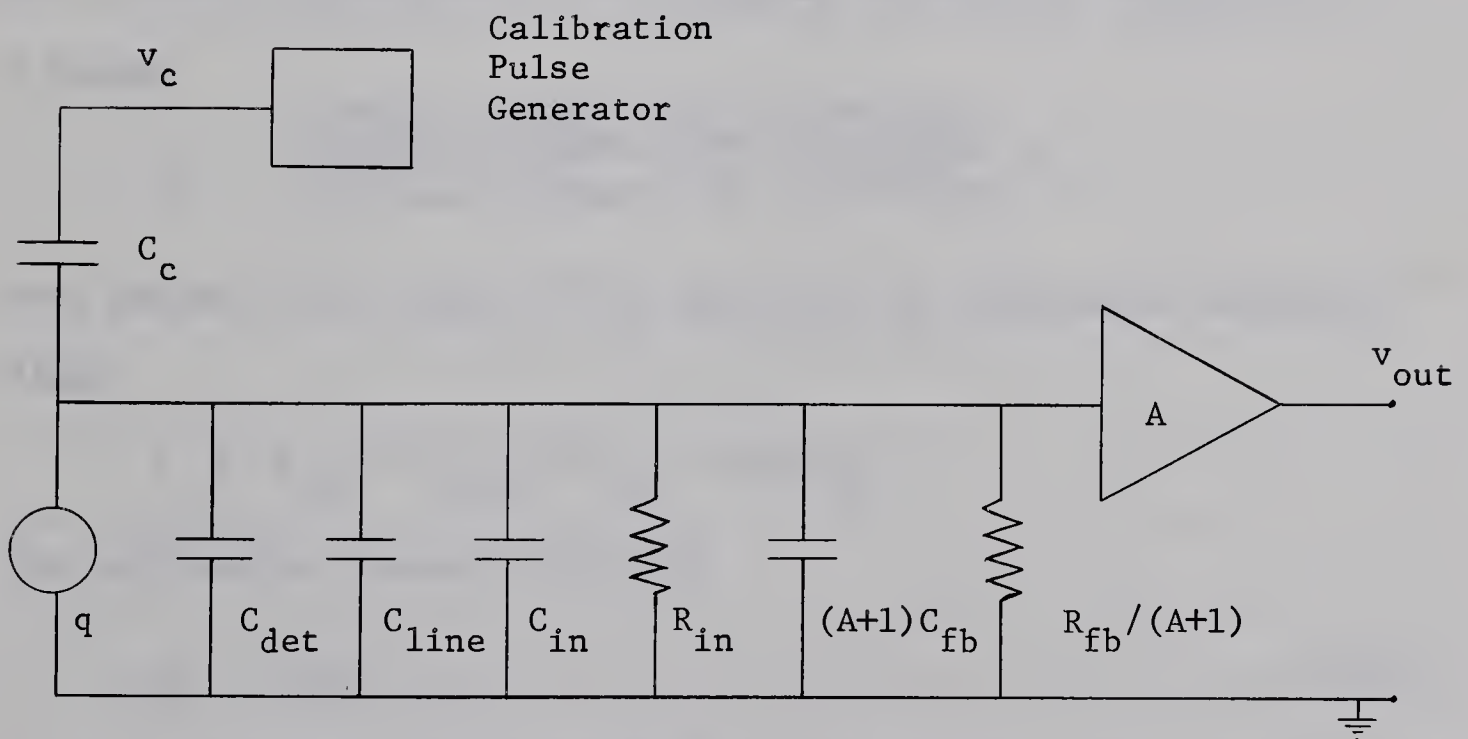 Calibration
Pulse
Generator
v_c
C_c
v_out
A
q
C_det
C_line
C_in
R_in
(A+1)C_fb
R_fb/(A+1)